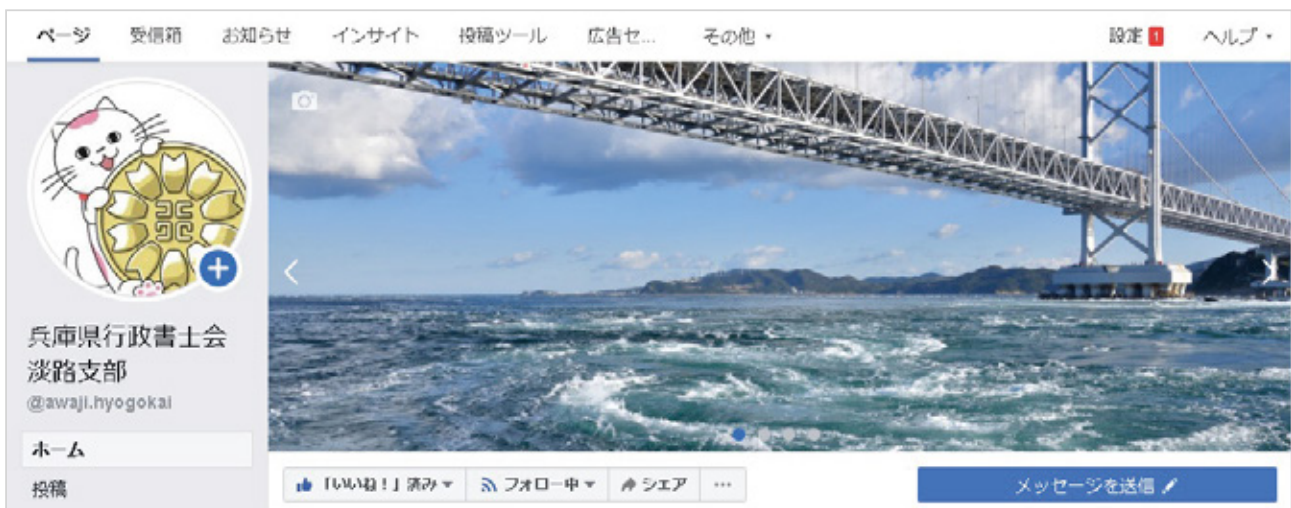 ページ 受信箱 お知らせ インサイト 投稿ツール 広告セ... その他 設定 1 ヘルプ
兵庫県行政書士会
淡路支部
@awaji.hyogokai
ホーム
投稿
「いいね！」済み フォロー中 シェア ... メッセージを送信